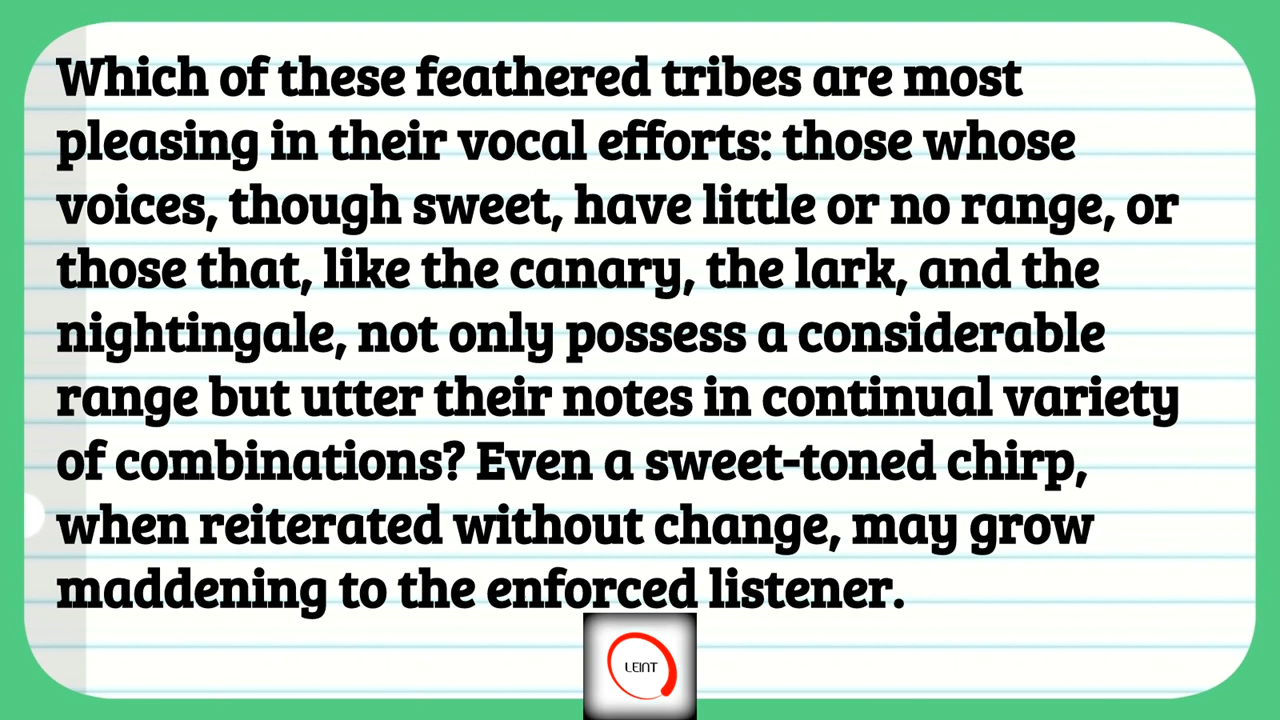 Which of these feathered tribes are most
pleasing in their vocal efforts: those whose
voices, though sweet, have little or no range, or
those that, like the canary, the lark, and the
nightingale, not only possess a considerable
range but utter their notes in continual variety
of combinations? Even a sweet-toned chirp,
when reiterated without change, may grow
maddening to the enforced listener.
LEINT